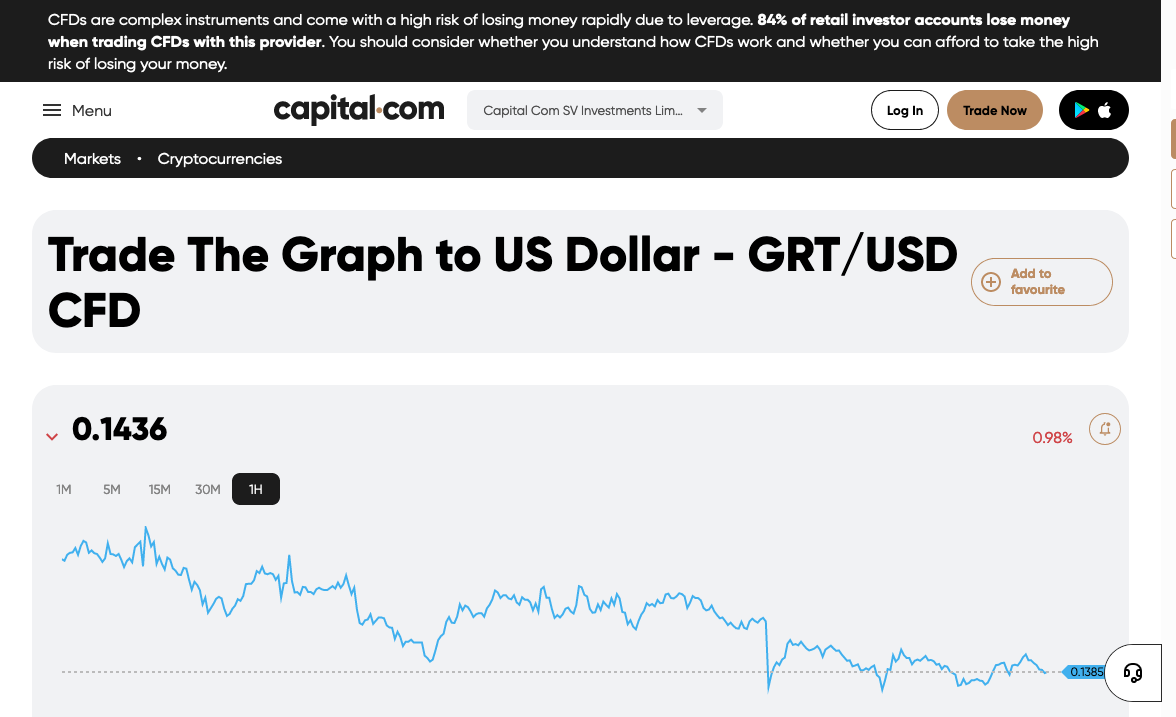 CFDs are complex instruments and come with a high risk of losing money rapidly due to leverage. 84% of retail investor accounts lose money
when trading CFDs with this provider. You should consider whether you understand how CFDs work and whether you can afford to take the high
risk of losing your money.
Menu
capital.com
Capital Com SV Investments Lim...
Log In
Trade Now
Markets • Cryptocurrencies
Trade The Graph to US Dollar - GRT/USD
CFD
Add to
favourite
0.1436
0.98%
1M 5M 15M 30M 1H
0.1385